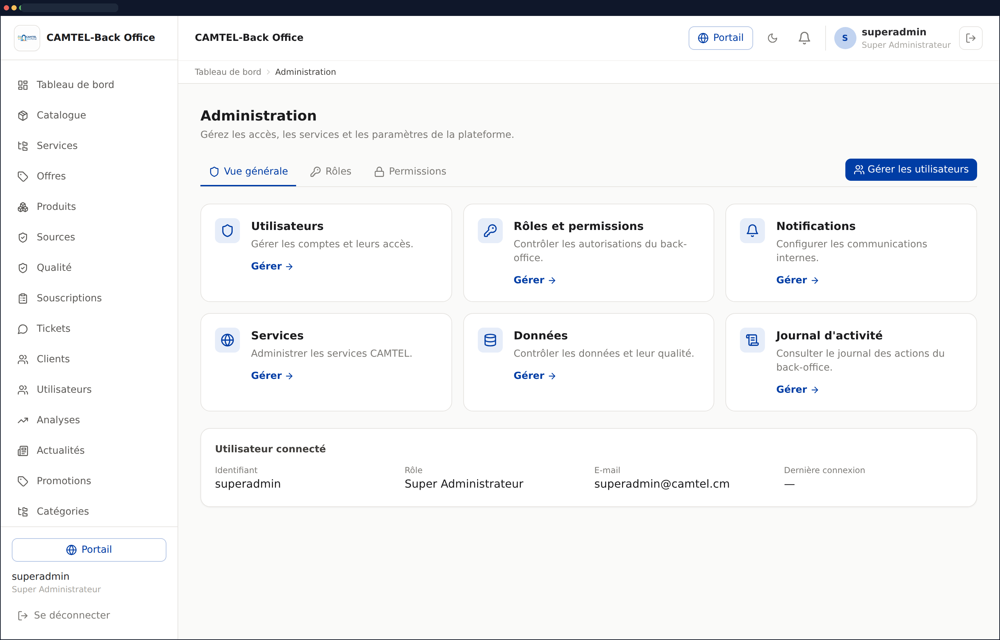 CAMTEL
CAMTEL-Back Office
CAMTEL-Back Office
Portail
S
superadmin
Super Administrateur
Tableau de bord
Administration
Tableau de bord
Catalogue
Services
Offres
Produits
Sources
Qualité
Souscriptions
Tickets
Clients
Utilisateurs
Analyses
Actualités
Promotions
Catégories
Portail
superadmin
Super Administrateur
Se déconnecter
Administration
Gérez les accès, les services et les paramètres de la plateforme.
Vue générale
Rôles
Permissions
Gérer les utilisateurs
Utilisateurs
Gérer les comptes et leurs accès.
Gérer
Rôles et permissions
Contrôler les autorisations du back-
office.
Gérer
Notifications
Configurer les communications
internes.
Gérer
Services
Administrer les services CAMTEL.
Gérer
Données
Contrôler les données et leur qualité.
Gérer
Journal d'activité
Consulter le journal des actions du
back-office.
Gérer
Utilisateur connecté
Identifiant
superadmin
Rôle
Super Administrateur
E-mail
superadmin@camtel.cm
Dernière connexion
—